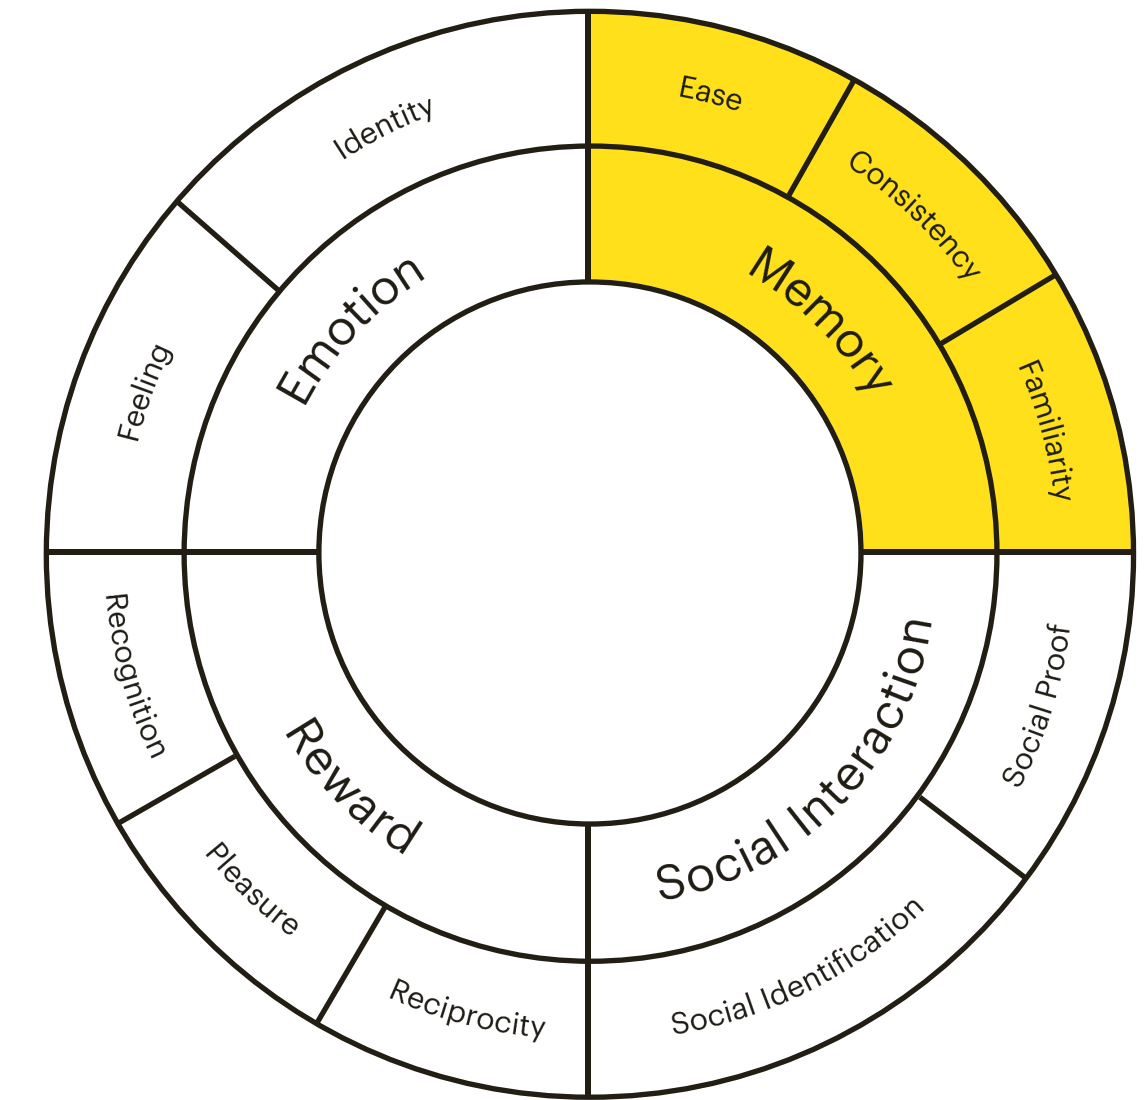 Ease
Consistency
Familiarity
Memory
Social Proof
Social Identification
Social Interaction
Reciprocity
Pleasure
Recognition
Reward
Feeling
Identity
Emotion